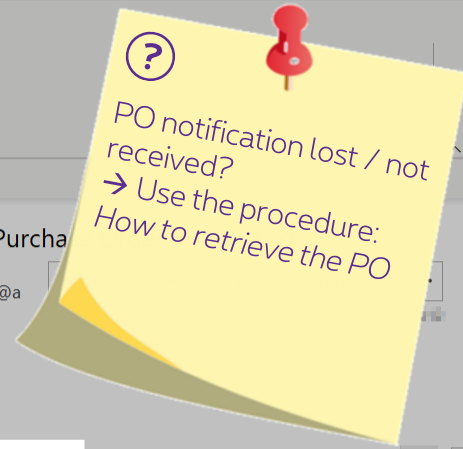 ?
PO notification lost / not
received?
→ Use the procedure:
How to retrieve the PO
Purcha
@a